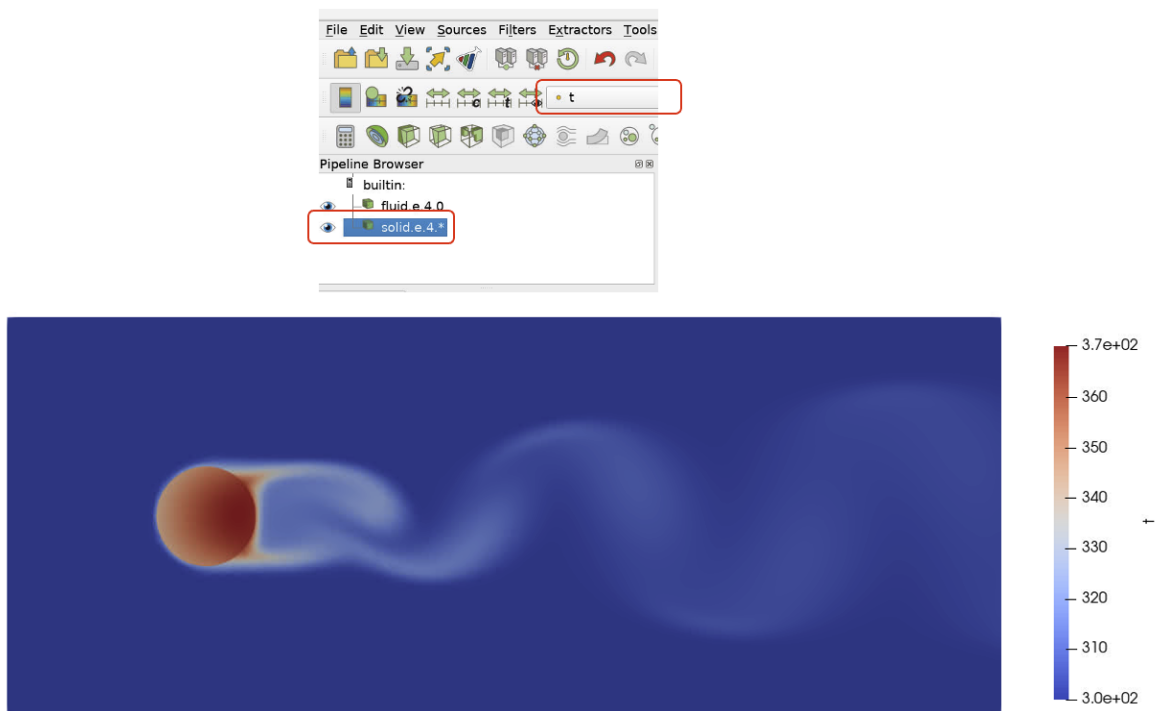 File Edit View Sources Filters Extractors Tools
t
Pipeline Browser
builtin:
fluid.e.4.0
solid.e.4.*
3.7e+02
360
350
340
330
320
310
3.0e+02
t